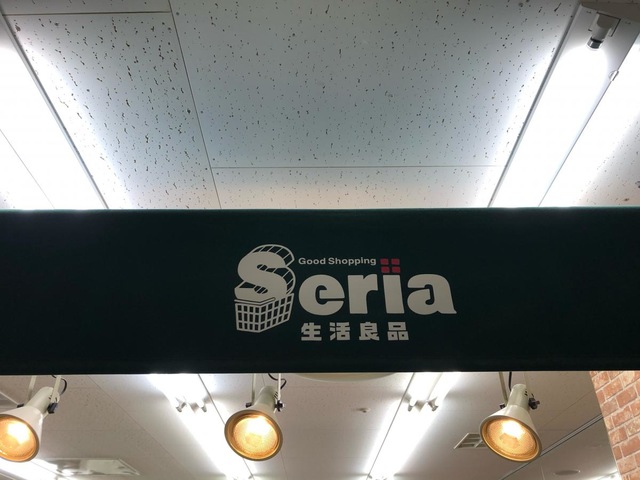 Good Shopping
Seria
生活良品